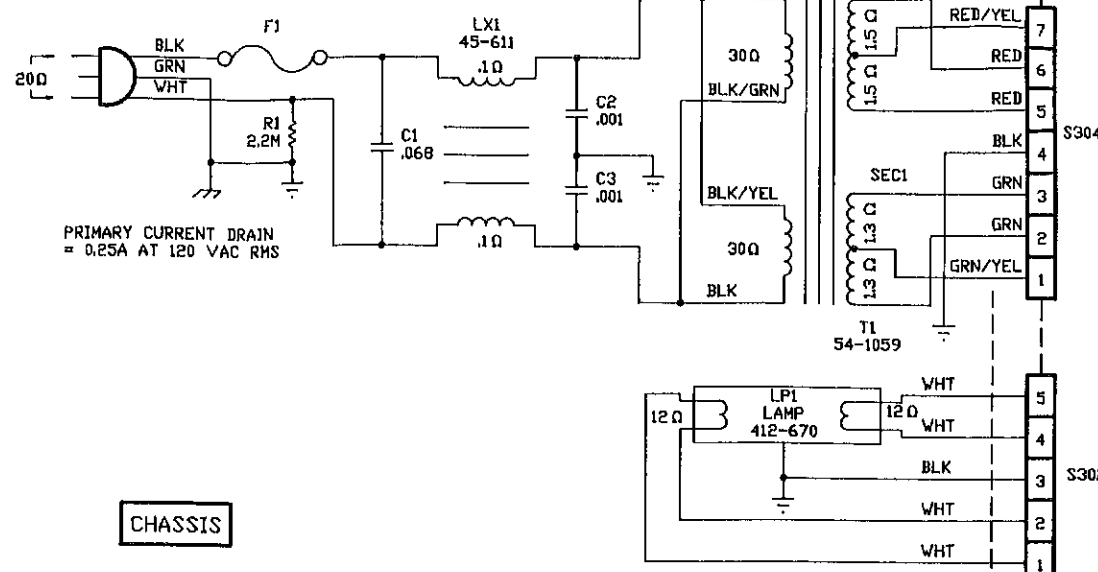 F1
LX1
45-611
.1Ω
BLK
GRN
WHT
20Ω
R1
2.2M
C1
.068
C2
.001
C3
.001
.1Ω
PRIMARY CURRENT DRAIN
= 0.25A AT 120 VAC RMS
30Ω
BLK/GRN
BLK/YEL
30Ω
BLK
1.5 Ω
1.5 Ω
RED/YEL
7
RED
6
RED
5
BLK
4
S304
SEC1
GRN
3
GRN
2
GRN/YEL
1
1.3 Ω
1.3 Ω
T1
54-1059
LP1
LAMP
412-670
12Ω
12Ω
WHT
5
WHT
4
BLK
3
WHT
2
WHT
1
CHASSIS